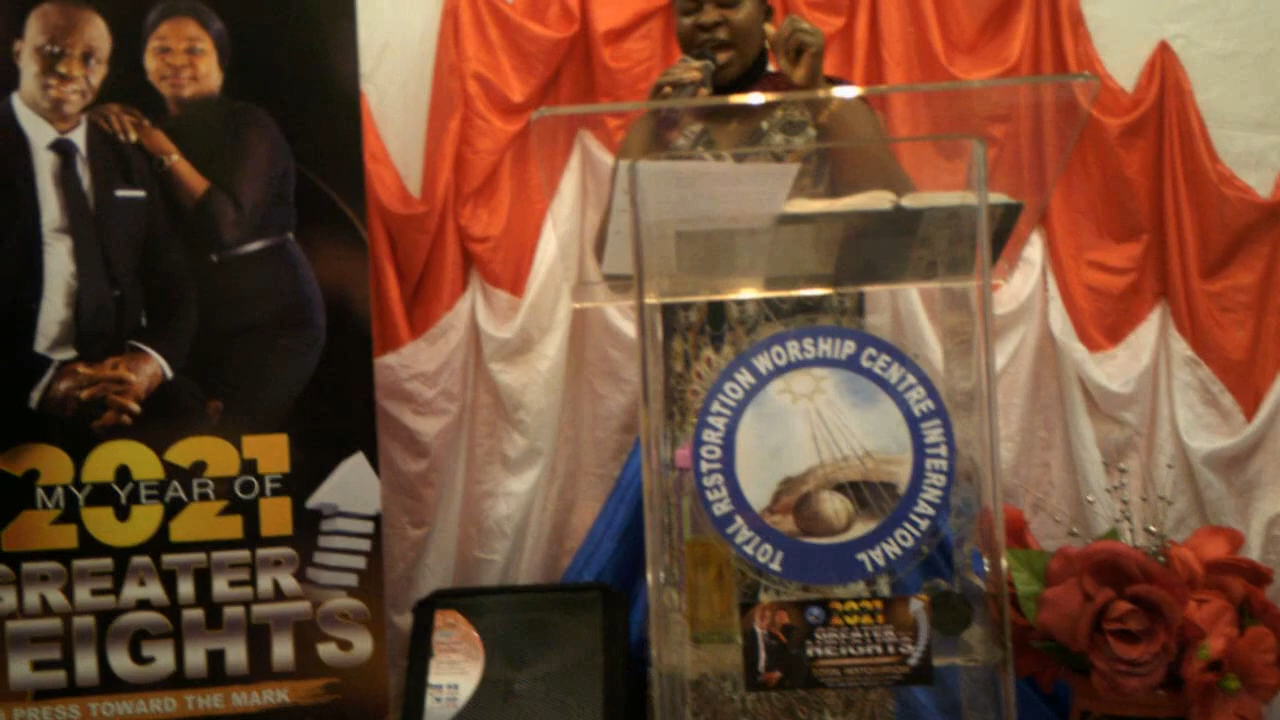 2021
MY YEAR OF
GREATER
HEIGHTS
PRESS TOWARD THE MARK
TOTAL RESTORATION WORSHIP CENTRE INTERNATIONAL
2021
GREATER
HEIGHTS